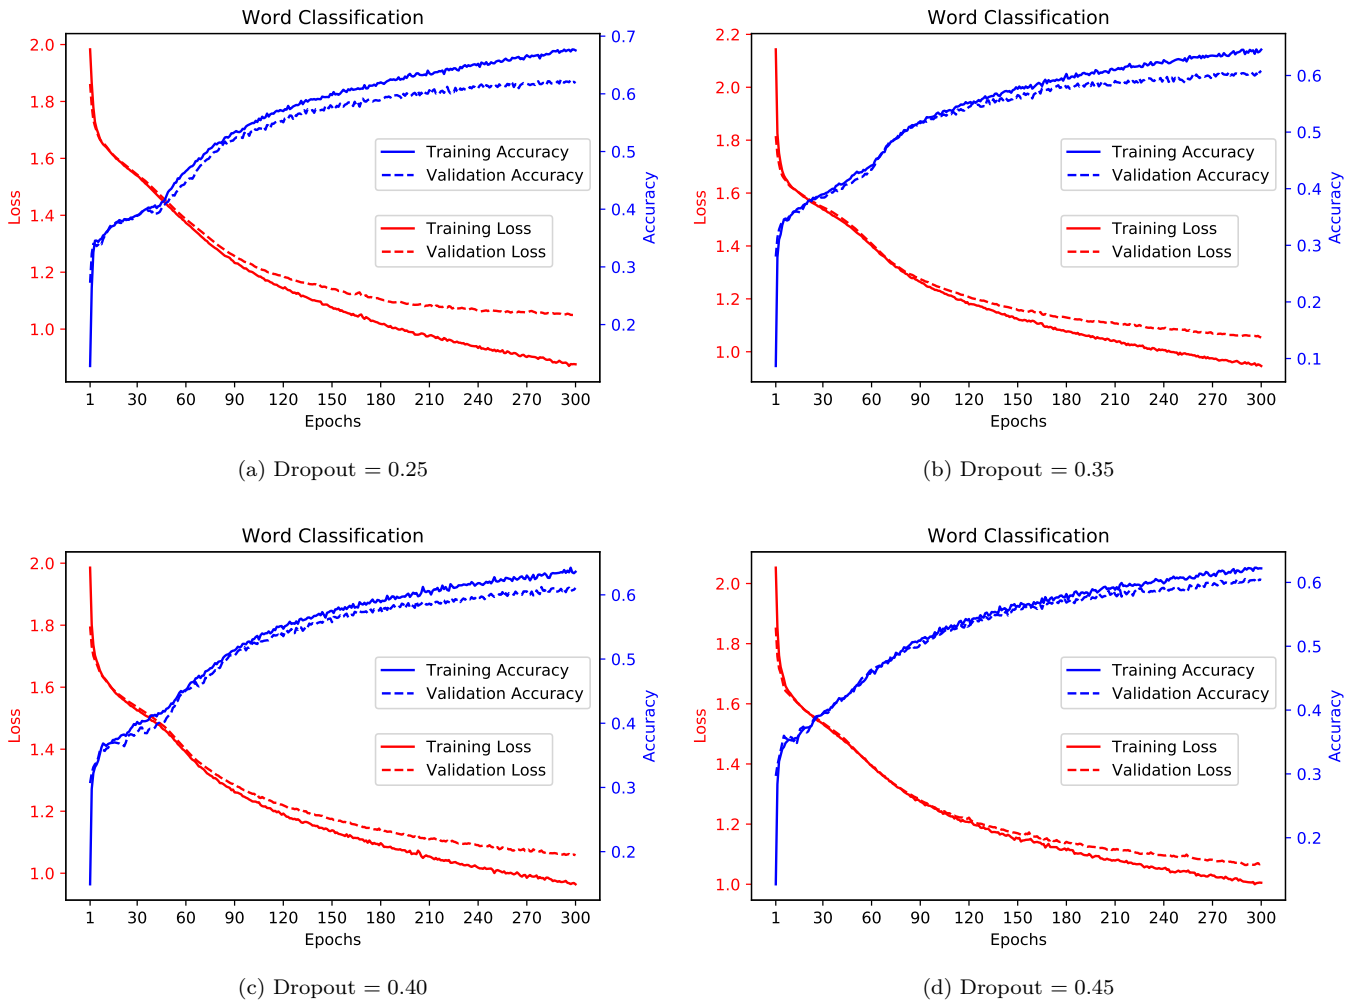 Word Classification
2.0
1.8
1.6
1.4
1.2
1.0
Loss
0.7
0.6
0.5
0.4
0.3
0.2
Accuracy
Training Accuracy
Validation Accuracy
Training Loss
Validation Loss
1 30 60 90 120 150 180 210 240 270 300
Epochs
(a) Dropout = 0.25
Word Classification
2.2
2.0
1.8
1.6
1.4
1.2
1.0
Loss
0.6
0.5
0.4
0.3
0.2
0.1
Accuracy
Training Accuracy
Validation Accuracy
Training Loss
Validation Loss
1 30 60 90 120 150 180 210 240 270 300
Epochs
(b) Dropout = 0.35
Word Classification
2.0
1.8
1.6
1.4
1.2
1.0
Loss
0.6
0.5
0.4
0.3
0.2
Accuracy
Training Accuracy
Validation Accuracy
Training Loss
Validation Loss
1 30 60 90 120 150 180 210 240 270 300
Epochs
(c) Dropout = 0.40
Word Classification
2.0
1.8
1.6
1.4
1.2
1.0
Loss
0.6
0.5
0.4
0.3
0.2
Accuracy
Training Accuracy
Validation Accuracy
Training Loss
Validation Loss
1 30 60 90 120 150 180 210 240 270 300
Epochs
(d) Dropout = 0.45